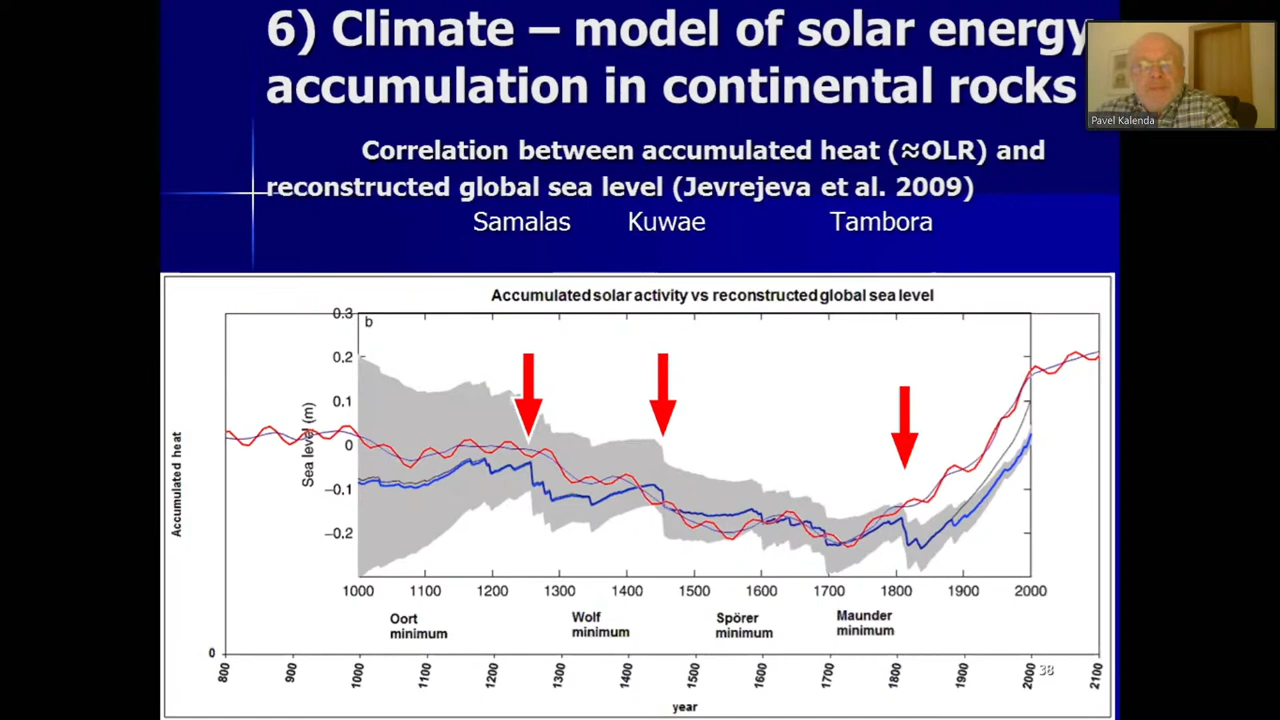 6) Climate – model of solar energy
accumulation in continental rocks
Pavel Kalenda
Correlation between accumulated heat (≈OLR) and
reconstructed global sea level (Jevrejeva et al. 2009)
Samalas Kuwae Tambora
Accumulated solar activity vs reconstructed global sea level
b
0.3
0.2
0.1
0
−0.1
−0.2
Sea level (m)
Accumulated heat
1000 1100 1200 1300 1400 1500 1600 1700 1800 1900 2000
Oort
minimum
Wolf
minimum
Spörer
minimum
Maunder
minimum
0
800 900 1000 1100 1200 1300 1400 1500 1600 1700 1800 1900 2000 2100
38
year